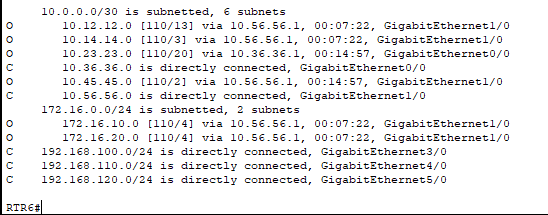 10.0.0.0/30 is subnetted, 6 subnets
O 10.12.12.0 [110/13] via 10.56.56.1, 00:07:22, GigabitEthernet1/0
O 10.14.14.0 [110/3] via 10.56.56.1, 00:07:22, GigabitEthernet1/0
O 10.23.23.0 [110/20] via 10.36.36.1, 00:14:57, GigabitEthernet0/0
C 10.36.36.0 is directly connected, GigabitEthernet0/0
O 10.45.45.0 [110/2] via 10.56.56.1, 00:14:57, GigabitEthernet1/0
C 10.56.56.0 is directly connected, GigabitEthernet1/0
172.16.0.0/24 is subnetted, 2 subnets
O 172.16.10.0 [110/4] via 10.56.56.1, 00:07:22, GigabitEthernet1/0
O 172.16.20.0 [110/4] via 10.56.56.1, 00:07:22, GigabitEthernet1/0
C 192.168.100.0/24 is directly connected, GigabitEthernet3/0
C 192.168.110.0/24 is directly connected, GigabitEthernet4/0
C 192.168.120.0/24 is directly connected, GigabitEthernet5/0
RTR6#